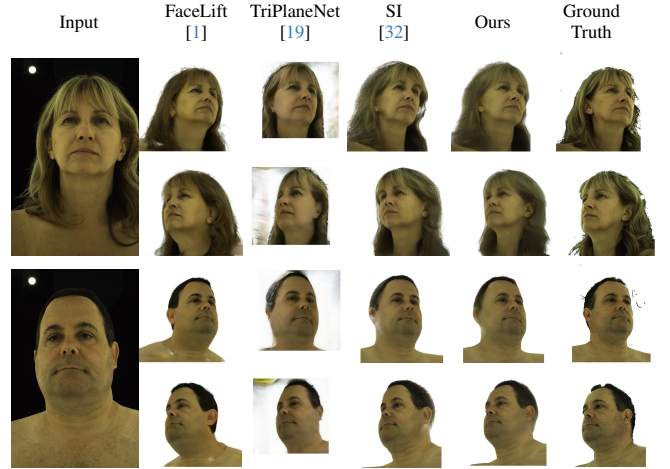 Input
FaceLift
[1]
TriPlaneNet
[19]
SI
[32]
Ours
Ground
Truth